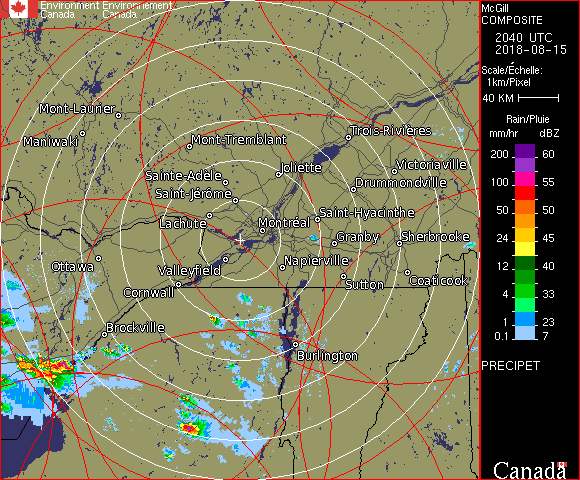 Environment Environnement
Canada Canada
McGill
COMPOSITE
2040 UTC
2018-08-15
Scale/Échelle:
1km/Pixel
40 KM
Rain/Pluie
mm/hr dBZ
200 60
150 57
100 55
50 50
24 45
12 40
4 33
1 23
0.1 7
PRECIPET
Canada
Mont-Laurier
Maniwaki
Mont-Tremblant
Trois-Rivières
Sainte-Adèle
Joliette
Victoriaville
Saint-Jérôme
Drummondville
Lachute
Montréal
Saint-Hyacinthe
Granby
Sherbrooke
Ottawa
Valleyfield
Napierville
Cornwall
Sutton
Coaticook
Brockville
Burlington